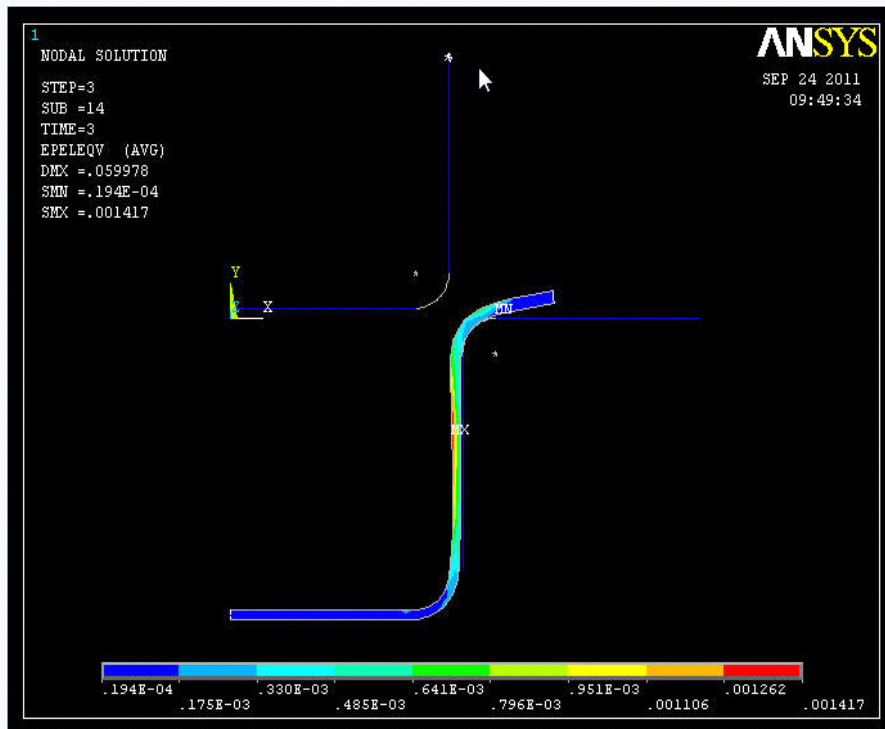 1
NODAL SOLUTION
STEP=3
SUB =14
TIME=3
EPELEQV (AVG)
DMX =.059978
SMN =.194E-04
SMX =.001417
ANSYS
SEP 24 2011
09:49:34
Y
Z X
MN
MX
.194E-04 .330E-03 .641E-03 .951E-03 .001262
.175E-03 .485E-03 .796E-03 .001106 .001417